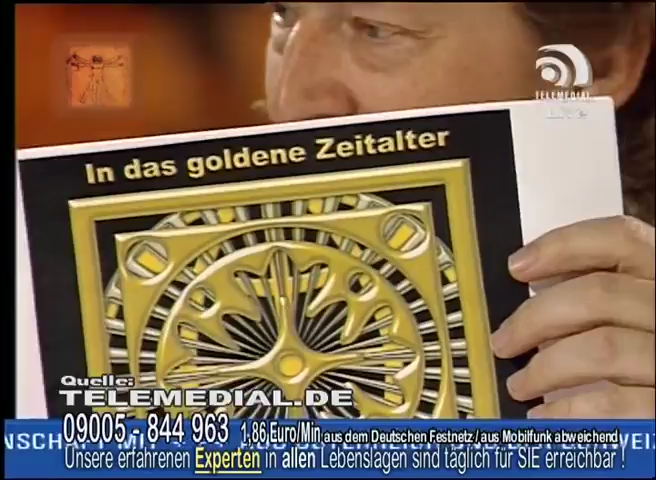 TELEMEDIAL
Live
In das goldene Zeitalter
Quelle:
TELEMEDIAL.DE
09005 - 844 963 1,86 Euro/Min aus dem Deutschen Festnetz / aus Mobilfunk abweichend
Unsere erfahrenen Experten in allen Lebenslagen sind täglich für SIE erreichbar !